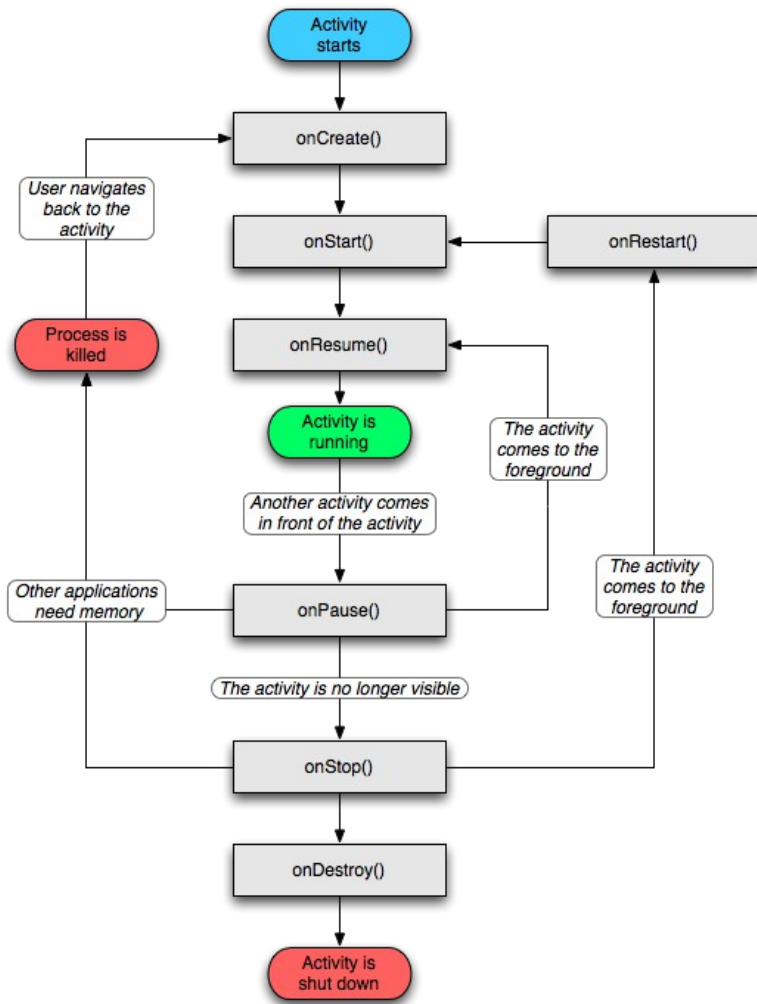 Activity
starts
onCreate()
User navigates
back to the
activity
onStart()
onRestart()
Process is
killed
onResume()
Activity is
running
The activity
comes to the
foreground
Another activity comes
in front of the activity
The activity
comes to the
foreground
Other applications
need memory
onPause()
The activity is no longer visible
onStop()
onDestroy()
Activity is
shut down